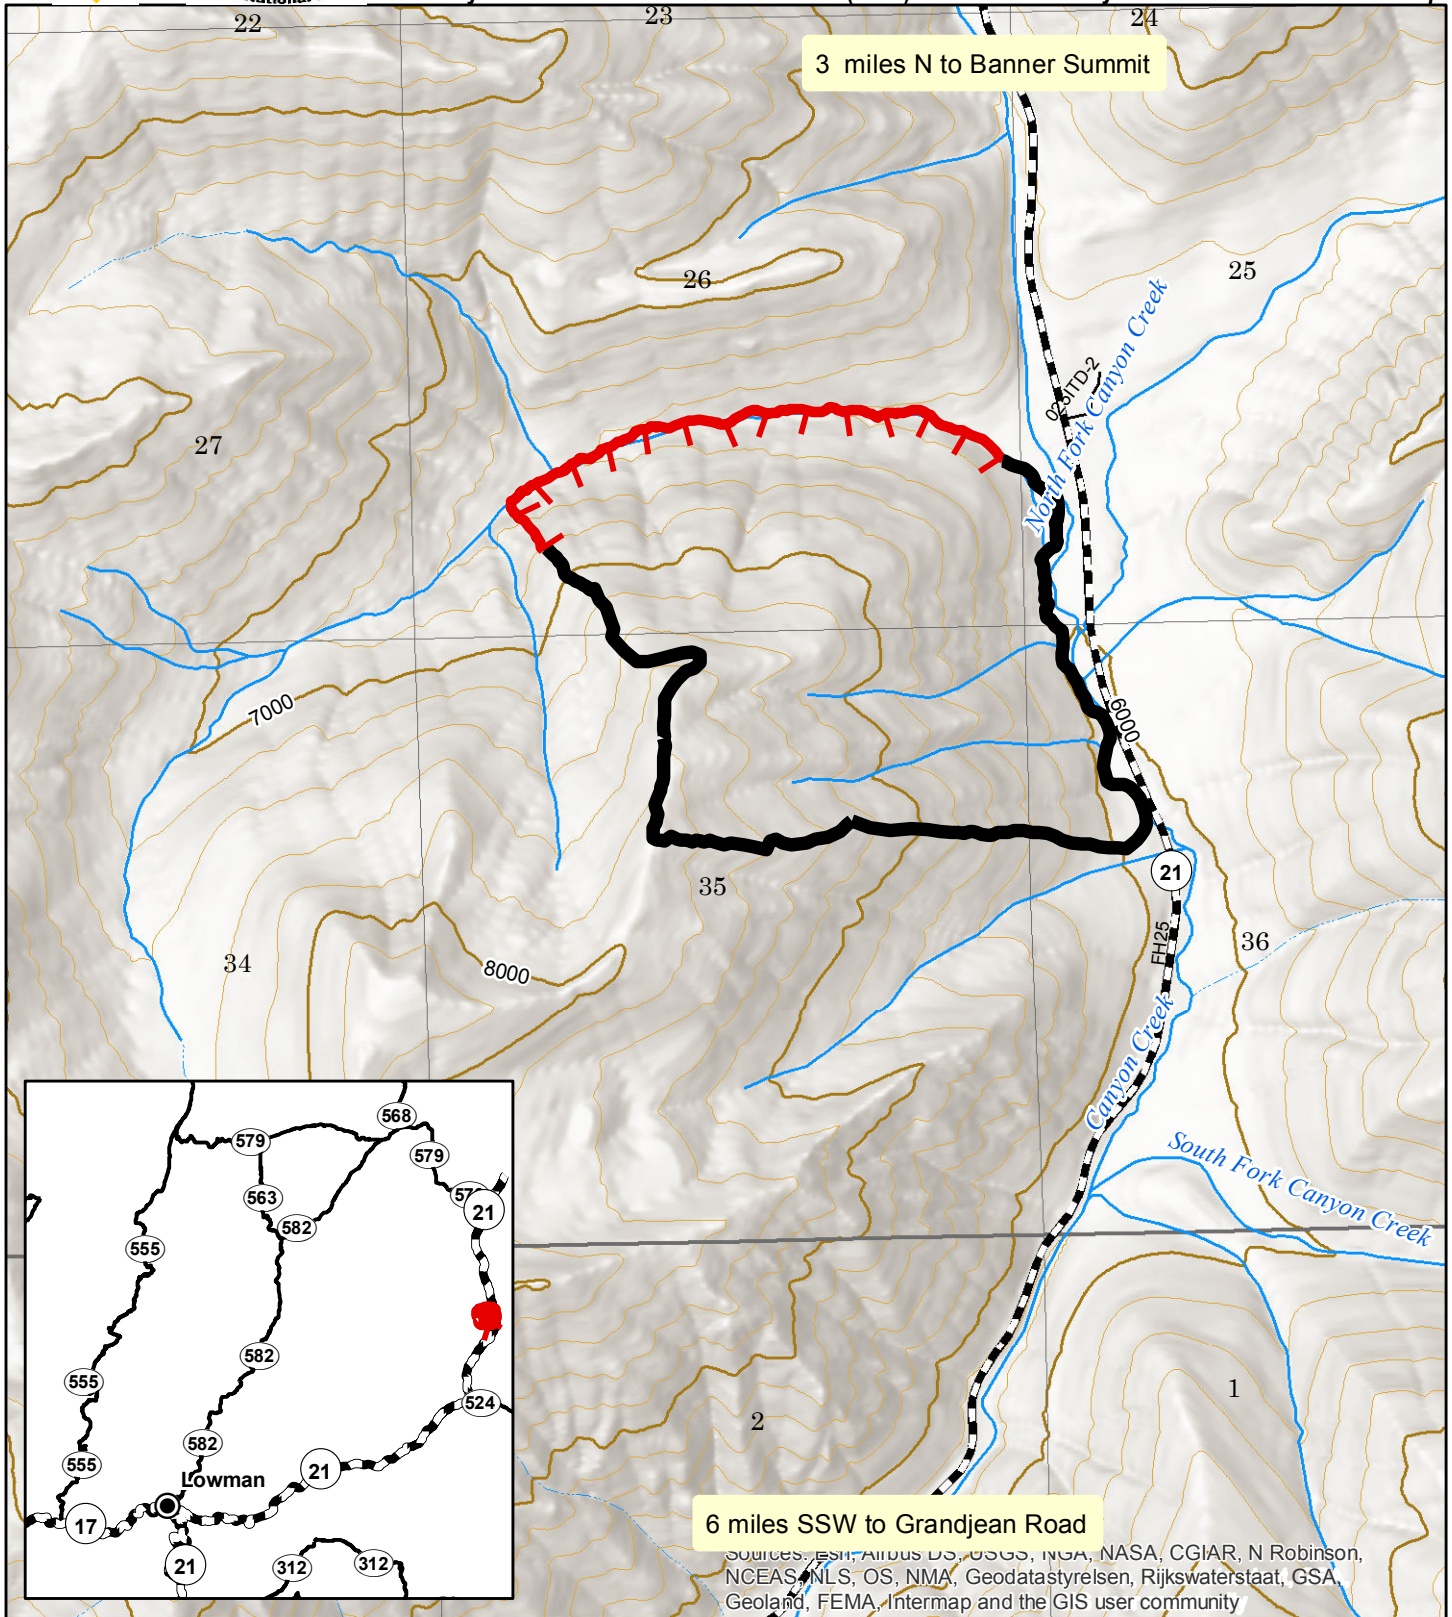 22
23
24
3 miles N to Banner Summit
26
25
023ITD-2
North Fork Canyon Creek
27
7000
6000
21
35
34
8000
FH25
36
Canyon Creek
South Fork Canyon Creek
568
579
579
563
21
582
555
582
555
524
582
1
2
555
Lowman
21
17
21
312
312
6 miles SSW to Grandjean Road
Sources: Esri, Airbus DS, USGS, NGA, NASA, CGIAR, N Robinson,
NCEAS, NLS, OS, NMA, Geodatastyrelsen, Rijkswaterstaat, GSA,
Geoland, FEMA, Intermap and the GIS user community